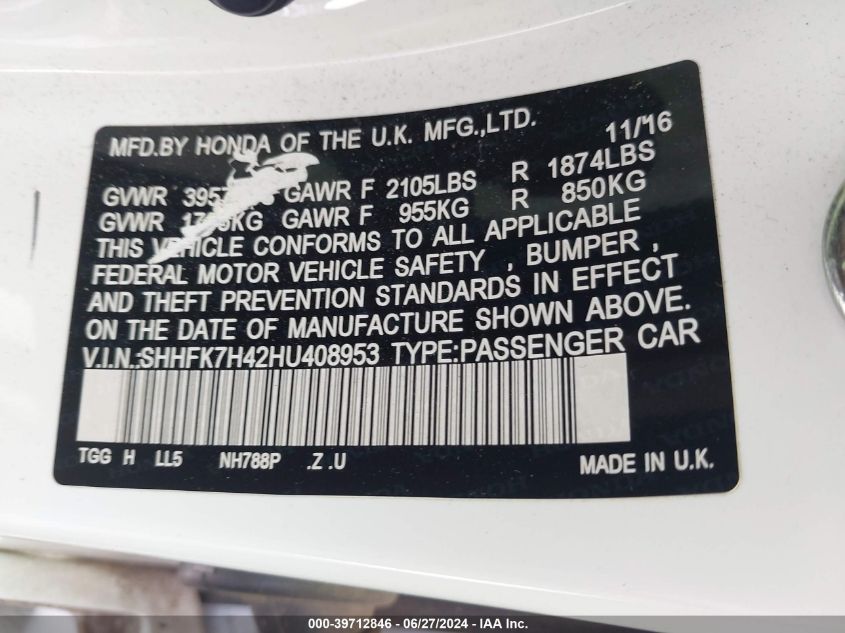 MFD.BY HONDA OF THE U.K. MFG.,LTD. 11/16
GVWR GAWR F 2105LBS R 1874LBS
GVWR GAWR F 955KG R 850KG
THIS VEHICLE CONFORMS TO ALL APPLICABLE
FEDERAL MOTOR VEHICLE SAFETY , BUMPER ,
AND THEFT PREVENTION STANDARDS IN EFFECT
ON THE DATE OF MANUFACTURE SHOWN ABOVE.
V.I.N.:SHHFK7H42HU408953 TYPE:PASSENGER CAR
TGG H LL5 NH788P .Z .U MADE IN U.K.
000-39712846 - 06/27/2024 - IAA Inc.